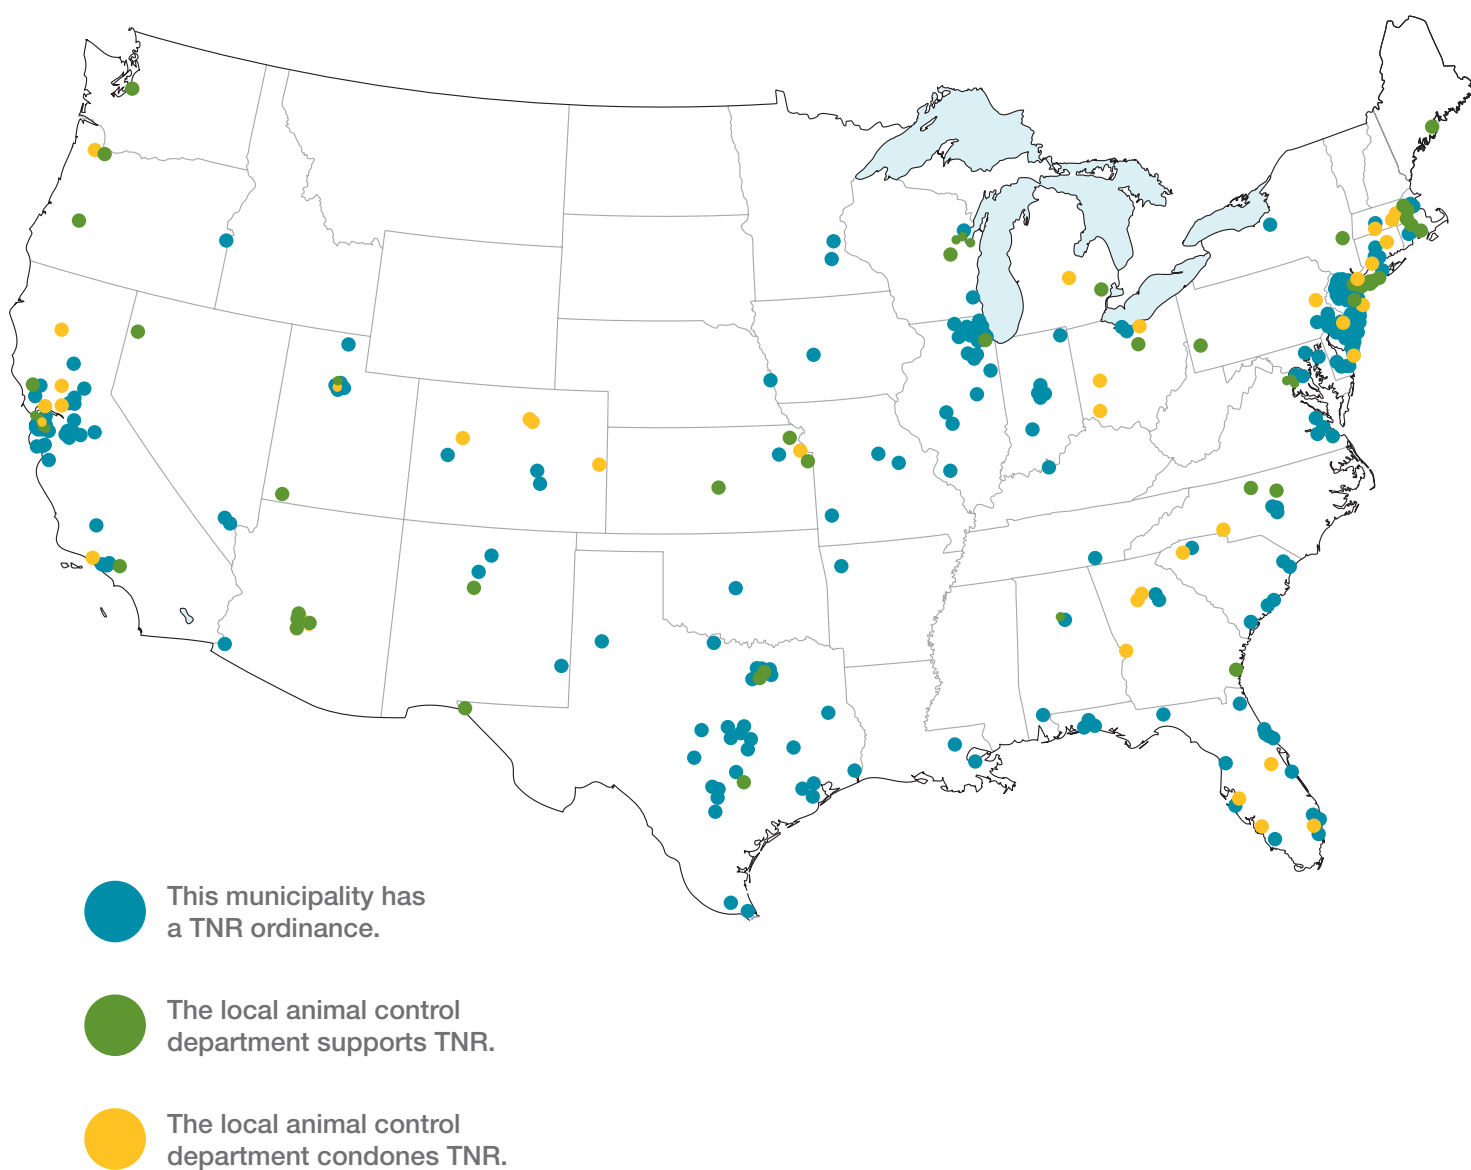 This municipality has
a TNR ordinance.
The local animal control
department supports TNR.
The local animal control
department condones TNR.